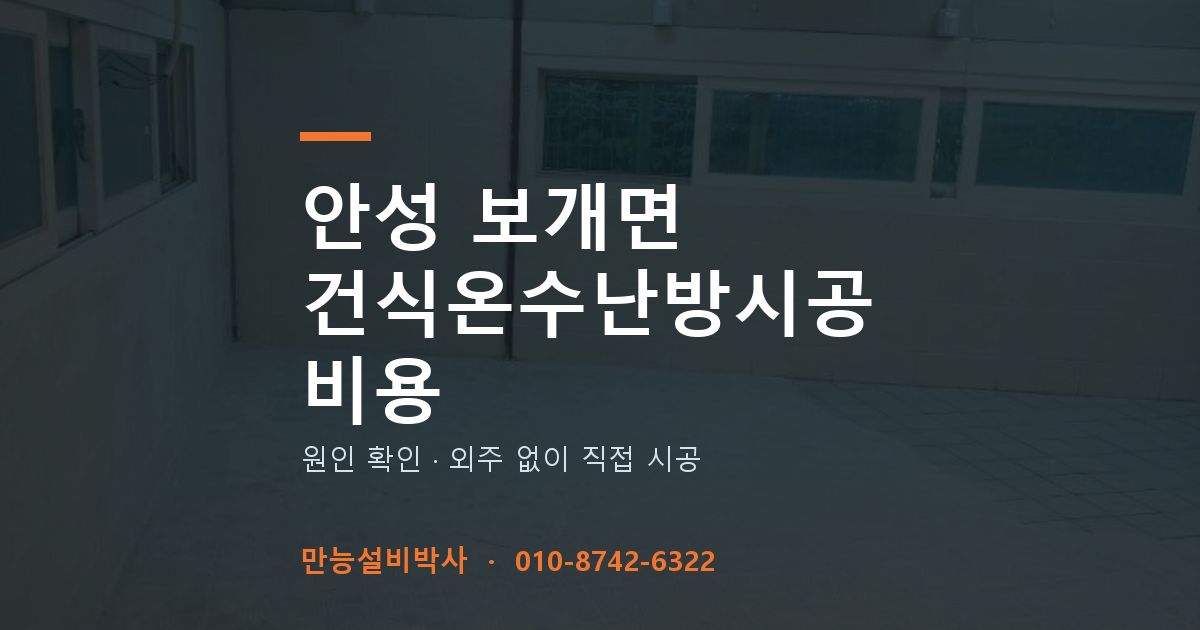 안성 보개면
건식온수난방시공
비용
원인 확인 · 외주 없이 직접 시공
만능설비박사 · 010-8742-6322